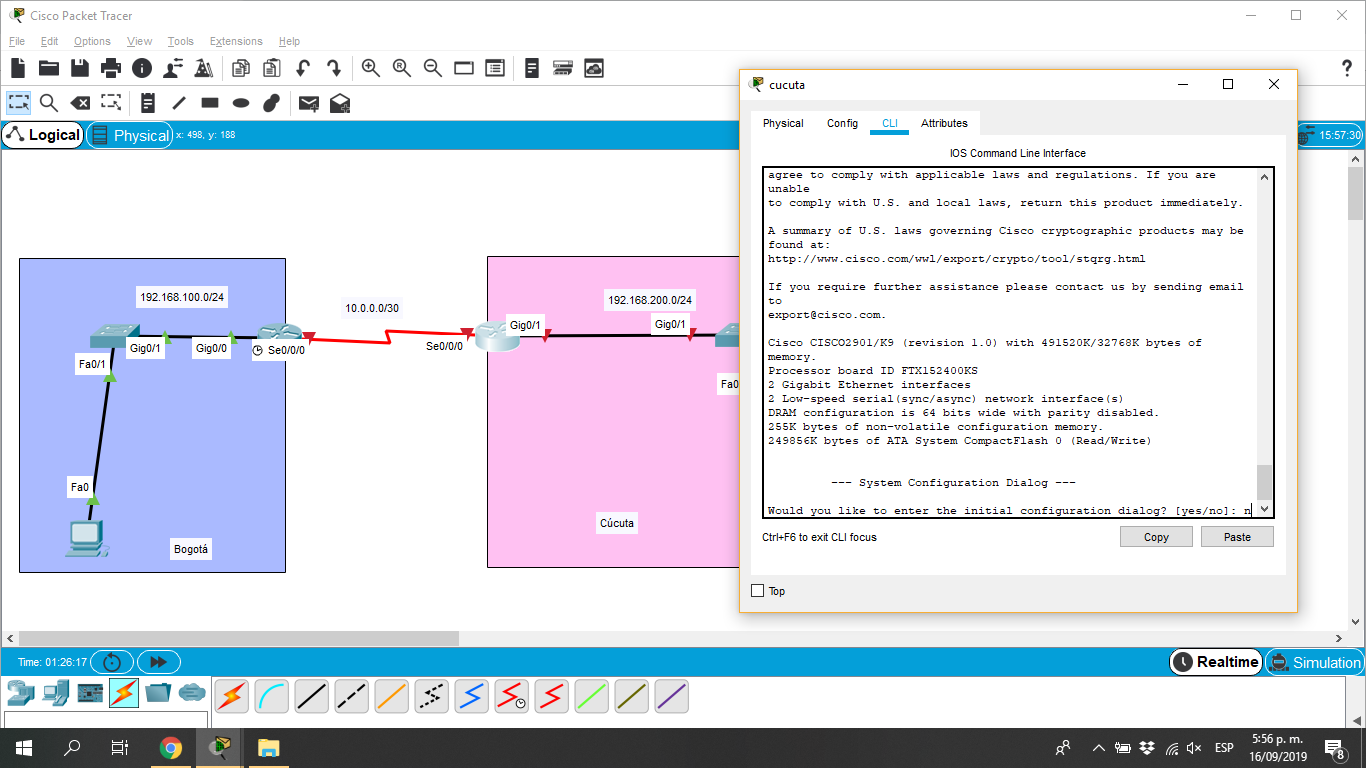 Cisco Packet Tracer
File Edit Options View Tools Extensions Help
?
Logical
Physical x: 498, y: 188
15:57:30
192.168.100.0/24
Gig0/1
Gig0/0
Se0/0/0
Fa0/1
Fa0
Bogotá
10.0.0.0/30
Se0/0/0
Gig0/1
192.168.200.0/24
Gig0/1
Fa0
Cúcuta
cucuta
Physical Config CLI Attributes
IOS Command Line Interface
agree to comply with applicable laws and regulations. If you are
unable
to comply with U.S. and local laws, return this product immediately.
A summary of U.S. laws governing Cisco cryptographic products may be
found at:
http://www.cisco.com/wwl/export/crypto/tool/stqrg.html
If you require further assistance please contact us by sending email
to
export@cisco.com.
Cisco CISCO2901/K9 (revision 1.0) with 491520K/32768K bytes of
memory.
Processor board ID FTX152400KS
2 Gigabit Ethernet interfaces
2 Low-speed serial(sync/async) network interface(s)
DRAM configuration is 64 bits wide with parity disabled.
255K bytes of non-volatile configuration memory.
249856K bytes of ATA System CompactFlash 0 (Read/Write)
--- System Configuration Dialog ---
Would you like to enter the initial configuration dialog? [yes/no]: n
Ctrl+F6 to exit CLI focus
Copy
Paste
Top
Time: 01:26:17
Realtime
Simulation
ESP
5:56 p. m.
16/09/2019
8